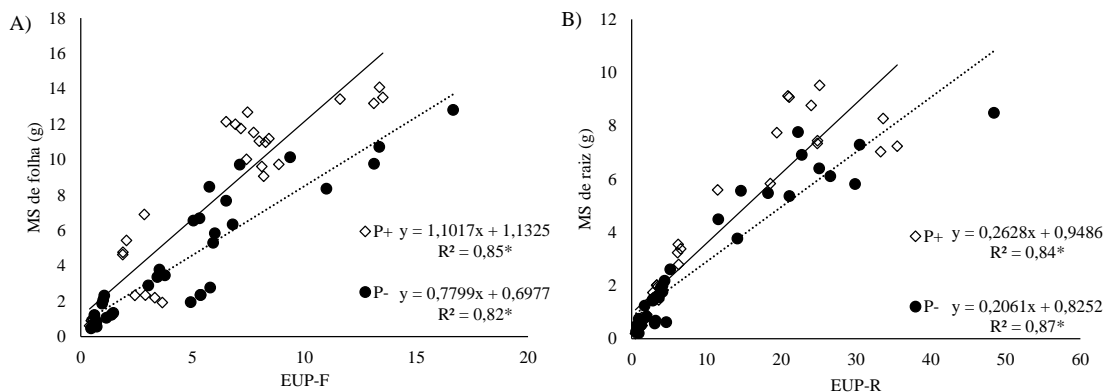 A)
MS de folha (g)
18
16
14
12
10
8
6
4
2
0
0
5
10
15
20
EUP-F
P+ y = 1,1017x + 1,1325
R² = 0,85*
P- y = 0,7799x + 0,6977
R² = 0,82*
B)
MS de raiz (g)
12
10
8
6
4
2
0
0
10
20
30
40
50
60
EUP-R
P+ y = 0,2628x + 0,9486
R² = 0,84*
P- y = 0,2061x + 0,8252
R² = 0,87*